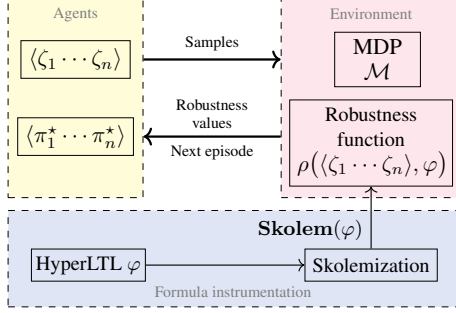 Agents
⟨ζ₁ ⋯ ζₙ⟩
⟨π₁* ⋯ πₙ*⟩
Samples
Robustness
values
Next episode
Environment
MDP
ℳ
Robustness
function
ρ(⟨ζ₁ ⋯ ζₙ⟩, φ)
Skolem(φ)
HyperLTL φ
Skolemization
Formula instrumentation